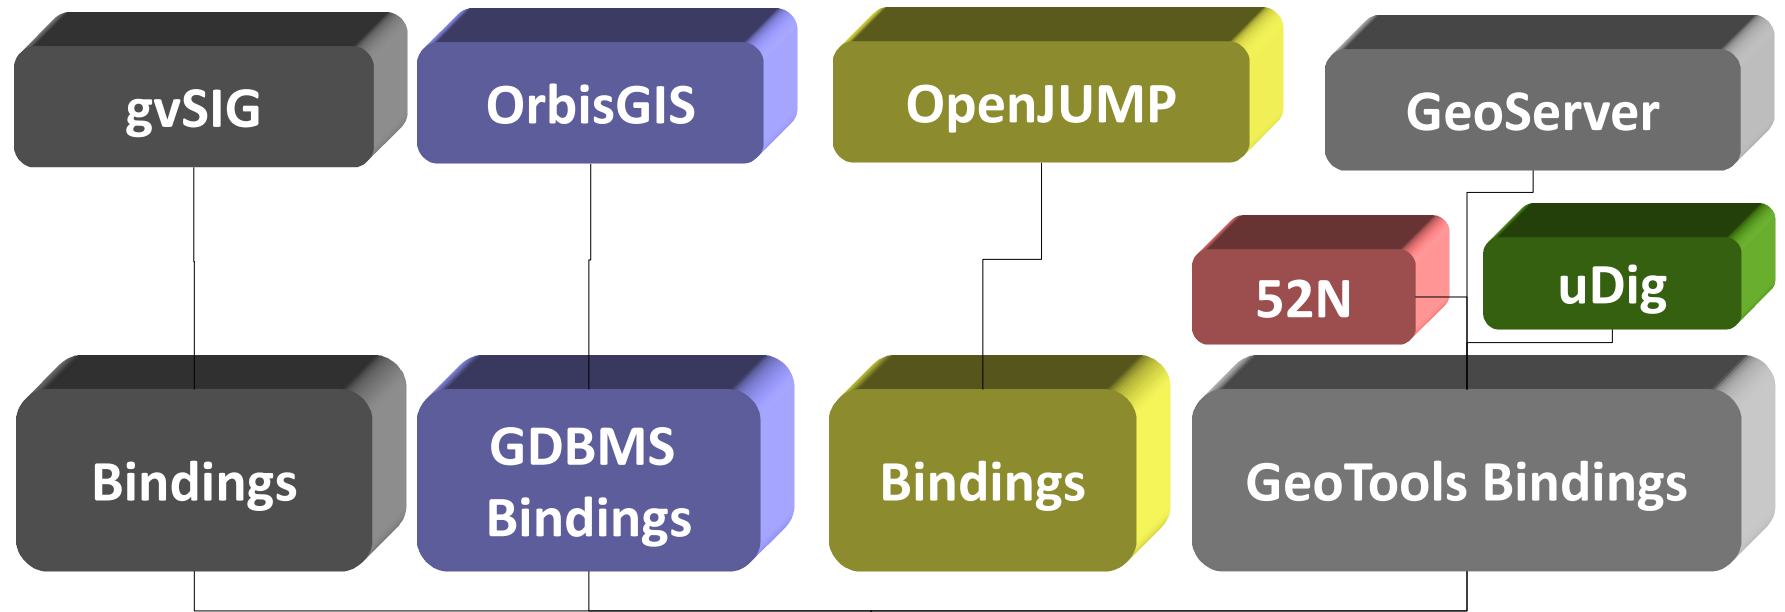 gvSIG
OrbisGIS
OpenJUMP
GeoServer
52N
uDig
Bindings
GDBMS
Bindings
Bindings
GeoTools Bindings